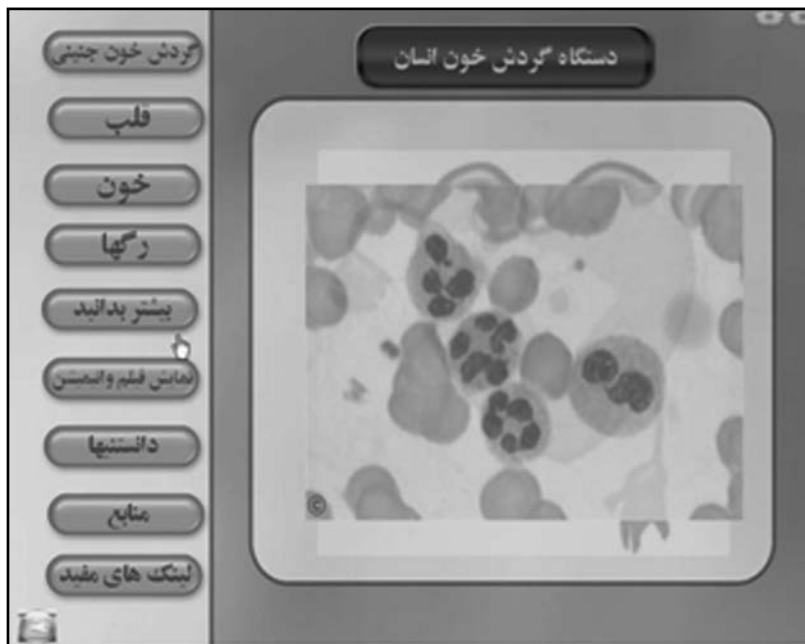 دستگاه گردش خون انسان
گردش خون جنینی
قلب
خون
رگها
بیشتر بدانید
نمایش فیلم و انیمیشن
دانستنیها
منابع
لینک های مفید
©